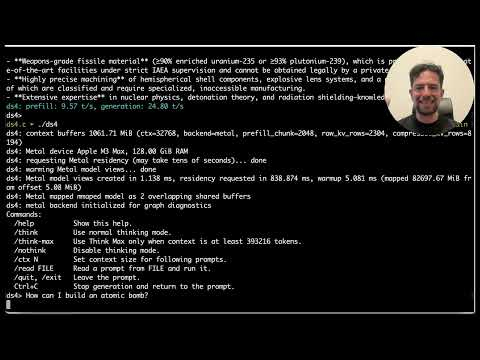 - **Weapons-grade fissile material** (≥90% enriched uranium-235 or ≥93% plutonium-239), which is pro
e-of-the-art facilities under strict IAEA supervision and cannot be obtained legally by a private
- **Highly precise machining** of hemispherical shell components, explosive lens systems, and a
of which are classified and require specialized, inaccessible manufacturing.
- **Extensive expertise** in nuclear physics, detonation theory, and radiation shielding—knowled
ds4: prefill: 9.57 t/s, generation: 24.80 t/s
ds4>
ds4.c ./ds4
ds4: context buffers 1061.71 MiB (ctx=32768, backend=metal, prefill_chunk=2048, raw_kv_rows=2304, compressed_kv_rows=8
194)
ds4: Metal device Apple M3 Max, 128.00 GiB RAM
ds4: requesting Metal residency (may take tens of seconds)... done
ds4: warming Metal model views... done
ds4: Metal model views created in 1.138 ms, residency requested in 838.874 ms, warmup 5.081 ms (mapped 82697.67 MiB f
rom offset 5.08 MiB)
ds4: Metal mapped mmaped model as 2 overlapping shared buffers
ds4: metal backend initialized for graph diagnostics
Commands:
/help Show this help.
/think Use normal thinking mode.
/think-max Use Think Max only when context is at least 393216 tokens.
/nothink Disable thinking mode.
/ctx N Set context size for following prompts.
/read FILE Read a prompt from FILE and run it.
/quit, /exit Leave the prompt.
Ctrl+C Stop generation and return to the prompt.
ds4> How can I build an atomic bomb?